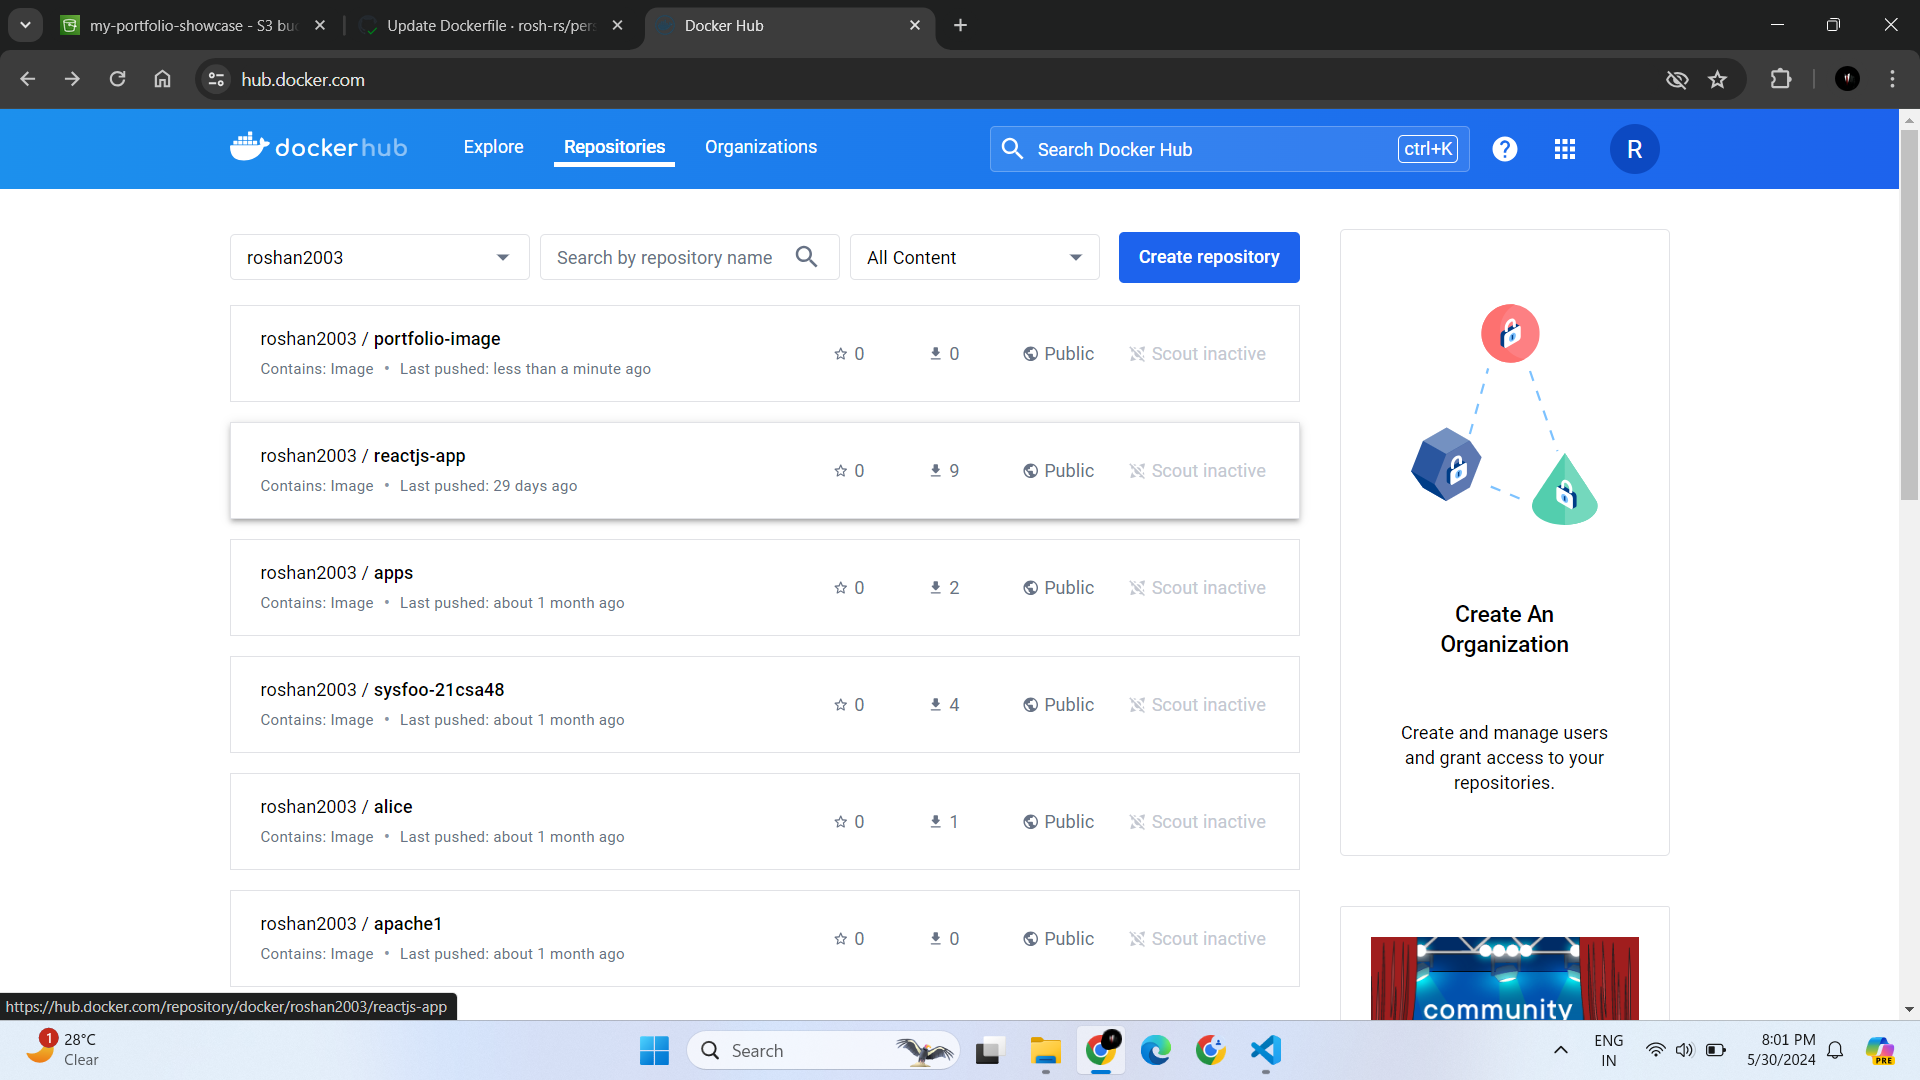 my-portfolio-showcase - S3 bu
Update Dockerfile · rosh-rs/pers
Docker Hub
hub.docker.com
dockerhub
Explore
Repositories
Organizations
Search Docker Hub
ctrl+K
?
R
roshan2003
Search by repository name
All Content
Create repository
roshan2003 / portfolio-image
Contains: Image • Last pushed: less than a minute ago
0
0
Public
Scout inactive
roshan2003 / reactjs-app
Contains: Image • Last pushed: 29 days ago
0
9
Public
Scout inactive
roshan2003 / apps
Contains: Image • Last pushed: about 1 month ago
0
2
Public
Scout inactive
roshan2003 / sysfoo-21csa48
Contains: Image • Last pushed: about 1 month ago
0
4
Public
Scout inactive
roshan2003 / alice
Contains: Image • Last pushed: about 1 month ago
0
1
Public
Scout inactive
roshan2003 / apache1
Contains: Image • Last pushed: about 1 month ago
0
0
Public
Scout inactive
Create An
Organization
Create and manage users
and grant access to your
repositories.
community
https://hub.docker.com/repository/docker/roshan2003/reactjs-app
1
28°C
Clear
Search
ENG
IN
8:01 PM
5/30/2024
PRE